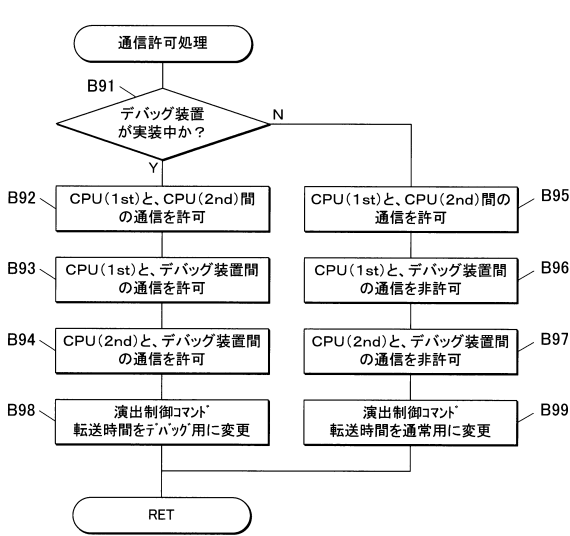 通信許可処理
B91
デバッグ装置
が実装中か？
N
Y
B92
CPU(1st)と、CPU(2nd)間
の通信を許可
B93
CPU(1st)と、デバッグ装置間
の通信を許可
B94
CPU(2nd)と、デバッグ装置間
の通信を許可
B98
演出制御ｺﾏﾝﾄﾞ
転送時間をﾃﾞﾊﾞｯｸﾞ用に変更
B95
CPU(1st)と、CPU(2nd)間の
通信を許可
B96
CPU(1st)と、デバッグ装置間
の通信を非許可
B97
CPU(2nd)と、デバッグ装置間
の通信を非許可
B99
演出制御ｺﾏﾝﾄﾞ
転送時間を通常用に変更
RET